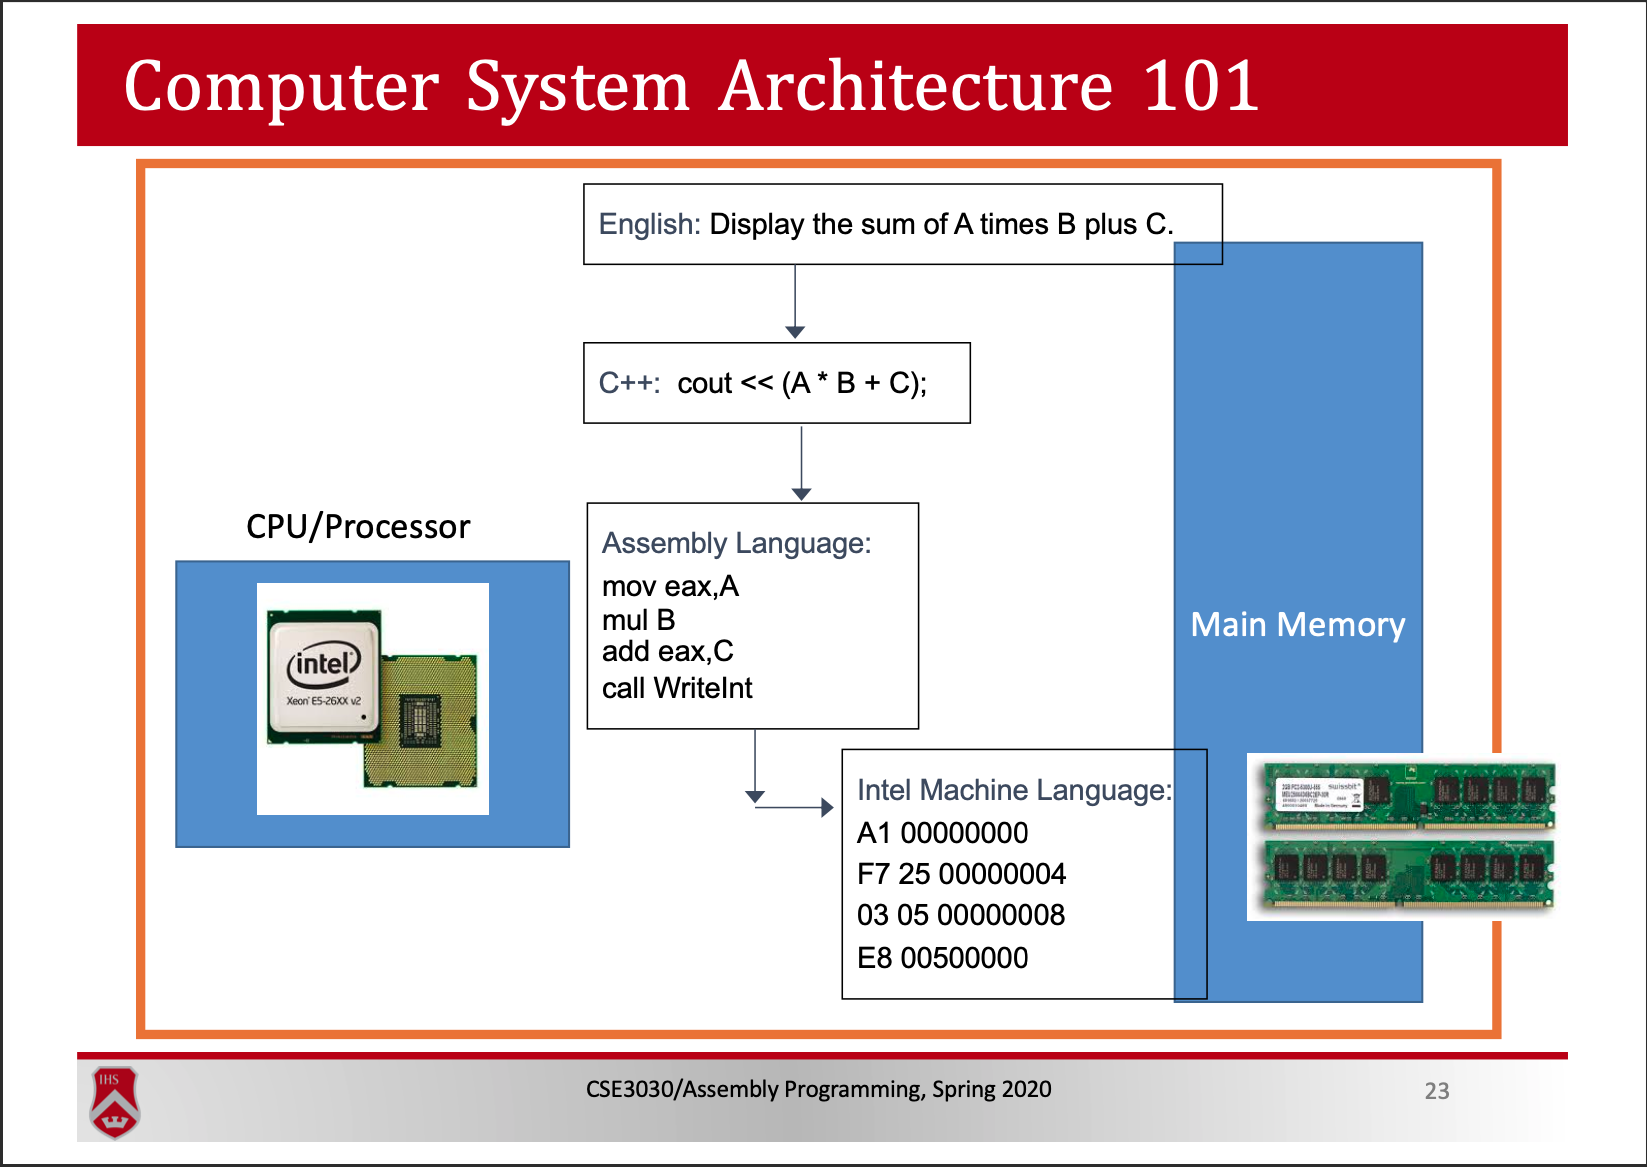 Computer System Architecture 101
English: Display the sum of A times B plus C.
C++: cout << (A * B + C);
CPU/Processor
Assembly Language:
mov eax,A
mul B
add eax,C
call WriteInt
Main Memory
intel
Xeon E5-26XX v2
Intel Machine Language:
A1 00000000
F7 25 00000004
03 05 00000008
E8 00500000
swissbit
IHS
CSE3030/Assembly Programming, Spring 2020
23